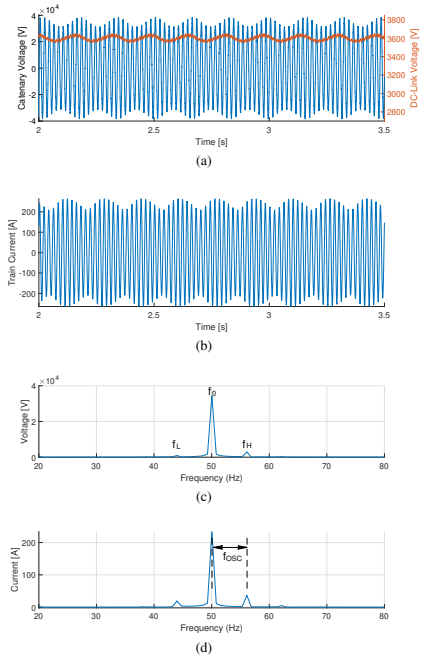 ×10⁴
4
2
0
-2
-4
Catenary Voltage [V]
3800
3600
3400
3200
3000
2800
DC-Link Voltage [V]
2 2.5 3 3.5
Time [s]
(a)
200
100
0
-100
-200
Train Current [A]
2 2.5 3 3.5
Time [s]
(b)
×10⁴
4
2
0
Voltage [V]
f₀
f_L
f_H
20 30 40 50 60 70 80
Frequency (Hz)
(c)
200
100
0
Current [A]
f_OSC
20 30 40 50 60 70 80
Frequency (Hz)
(d)